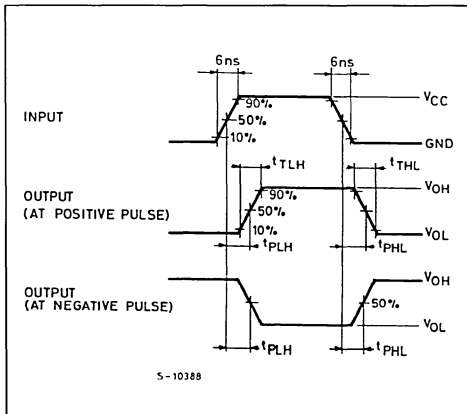 6ns 6ns
90% VCC
INPUT 50%
10% GND
tTLH tTHL
OUTPUT 90% VOH
(AT POSITIVE PULSE) 50%
10% VOL
tPLH tPHL
OUTPUT VOH
(AT NEGATIVE PULSE) 50%
VOL
tPLH tPHL
S-10388